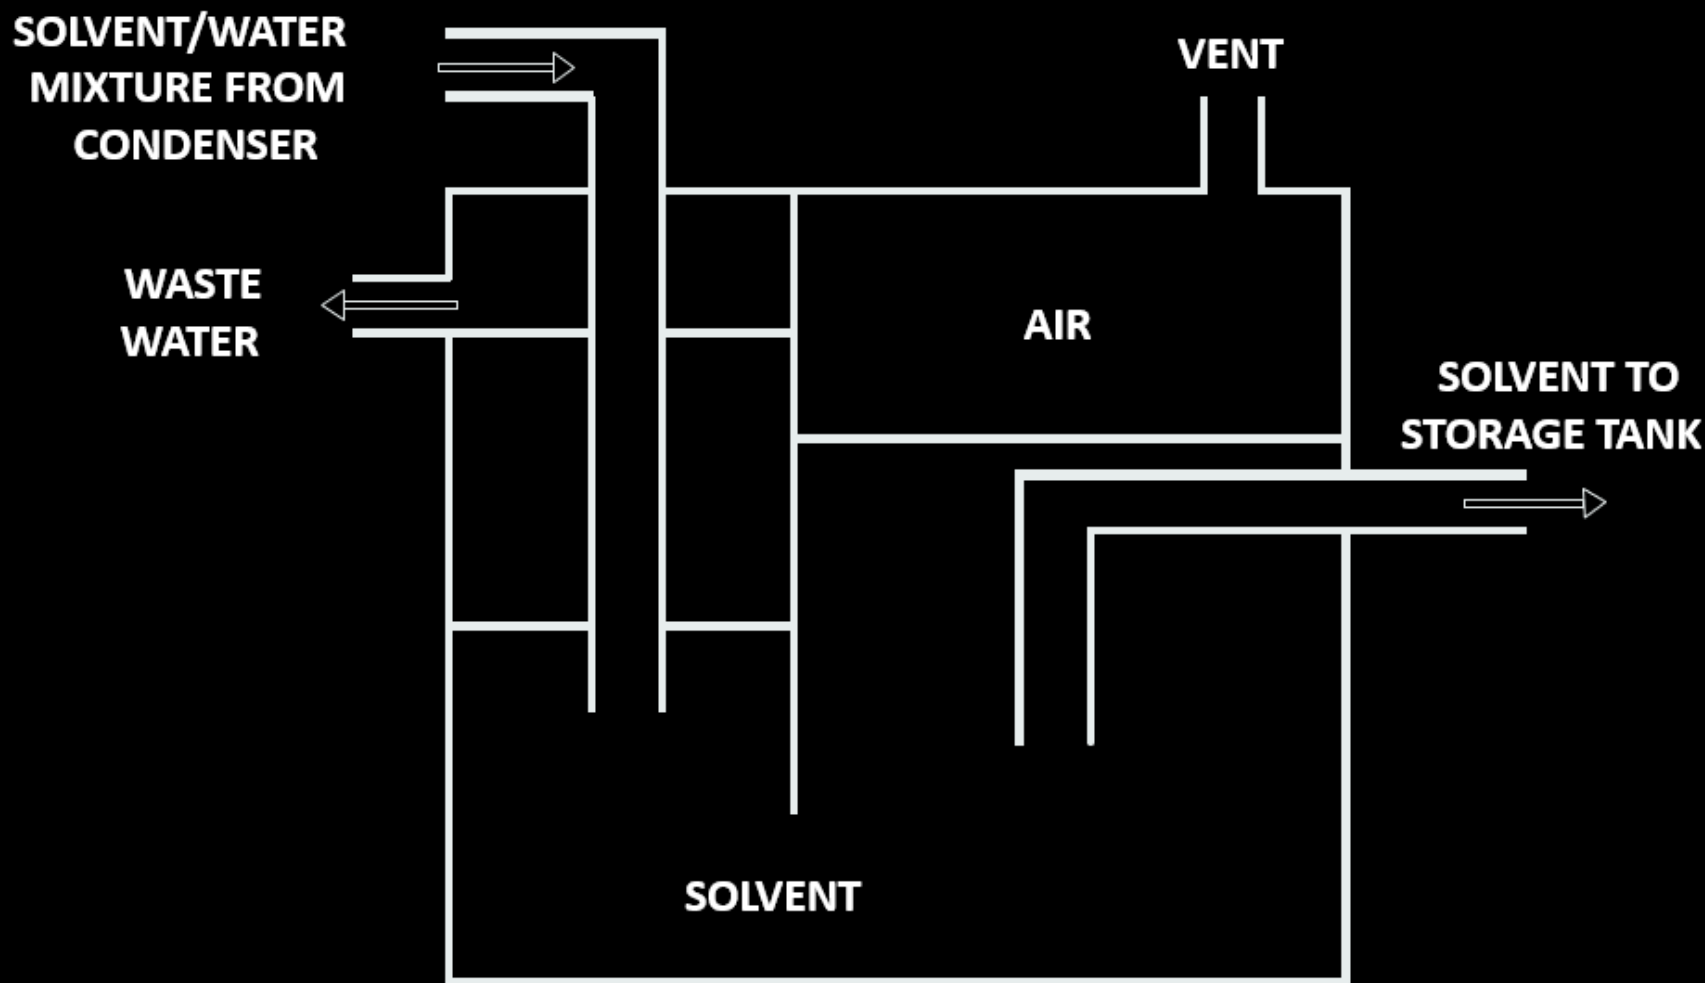 SOLVENT/WATER
MIXTURE FROM
CONDENSER
VENT
WASTE
WATER
AIR
SOLVENT TO
STORAGE TANK
SOLVENT